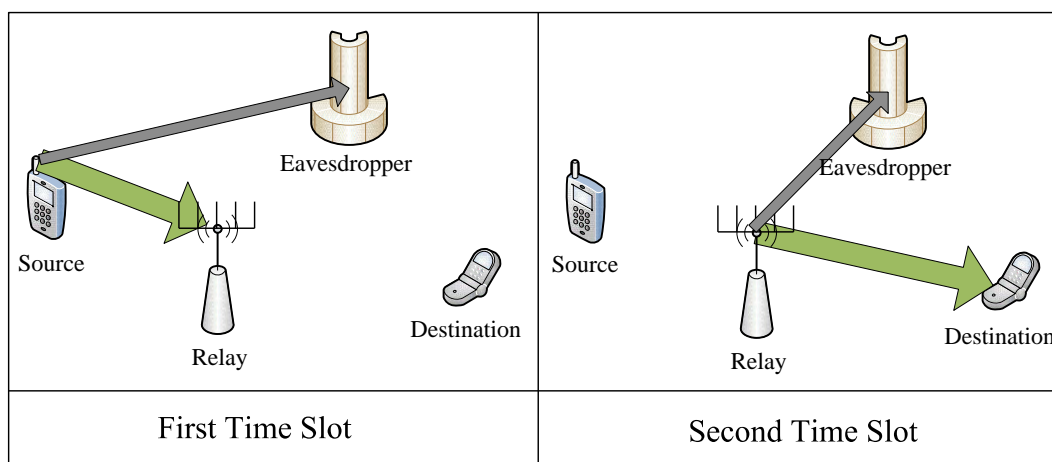 Eavesdropper
Source
Relay
Destination
First Time Slot
Eavesdropper
Source
Relay
Destination
Second Time Slot